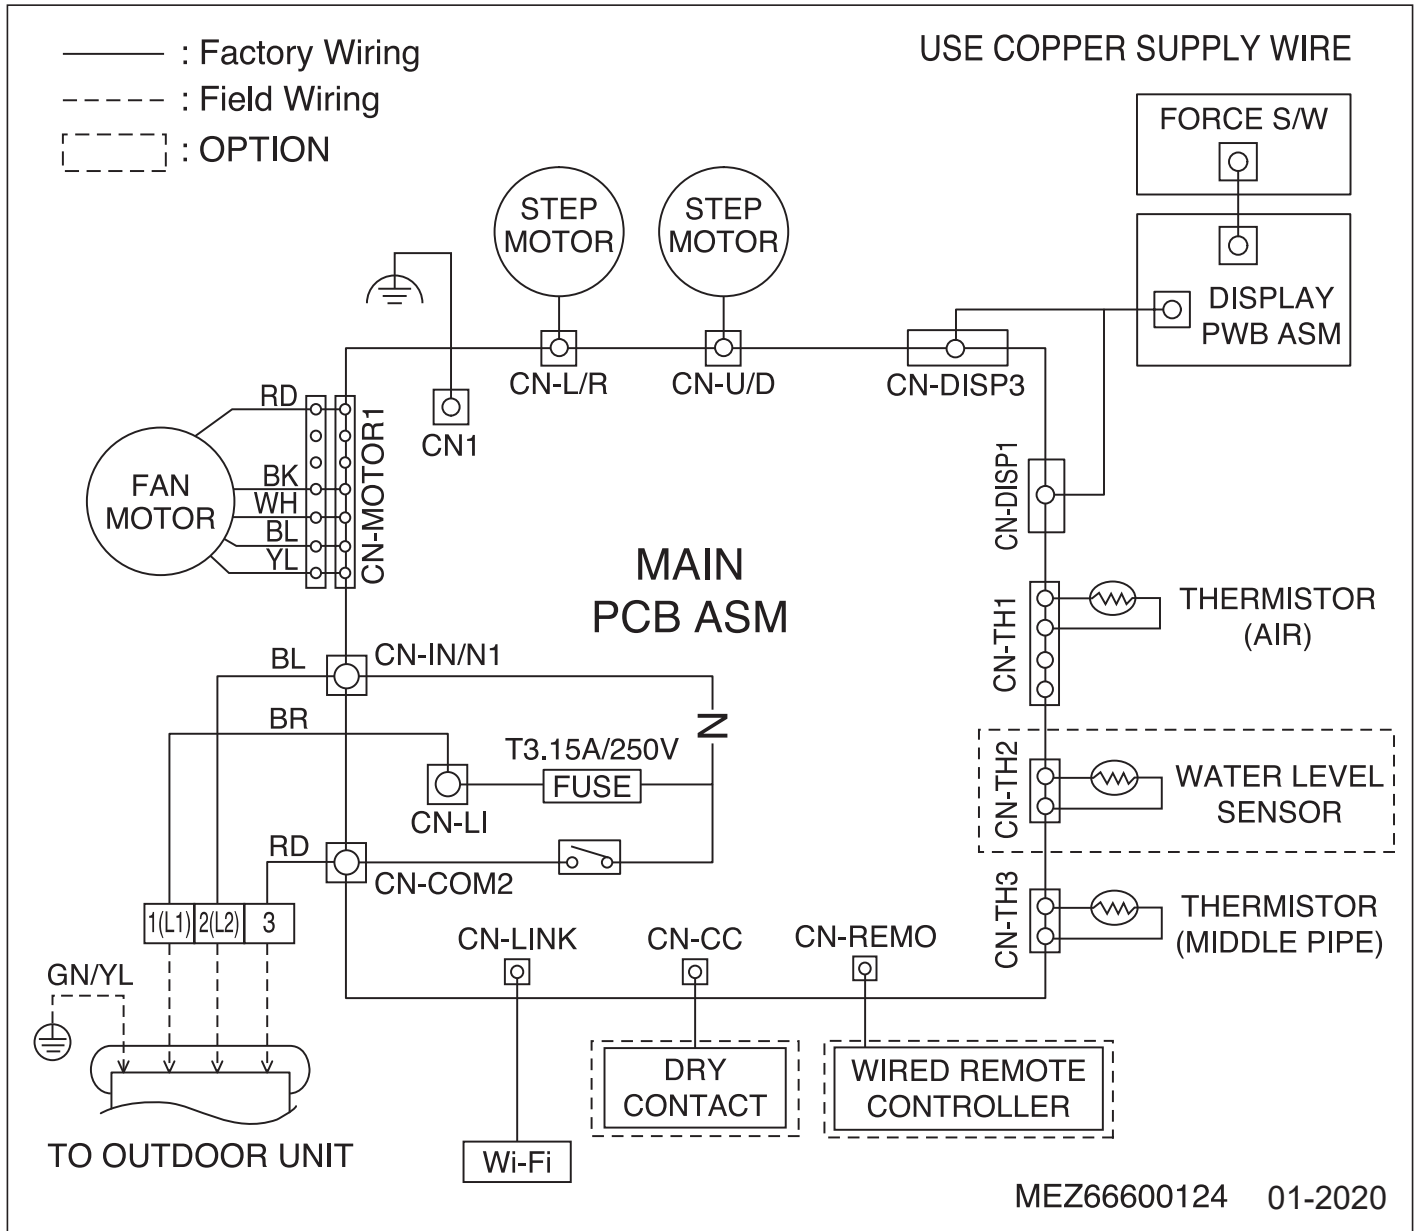 : Factory Wiring
: Field Wiring
: OPTION
USE COPPER SUPPLY WIRE
FORCE S/W
DISPLAY
PWB ASM
STEP
MOTOR
STEP
MOTOR
CN-L/R
CN-U/D
CN-DISP3
CN1
RD
BK
WH
BL
YL
FAN
MOTOR
CN-MOTOR1
CN-DISP1
MAIN
PCB ASM
CN-TH1
THERMISTOR
(AIR)
BL
CN-IN/N1
BR
N
T3.15A/250V
FUSE
CN-LI
CN-TH2
WATER LEVEL
SENSOR
RD
CN-COM2
CN-TH3
THERMISTOR
(MIDDLE PIPE)
1(L1)
2(L2)
3
GN/YL
TO OUTDOOR UNIT
CN-LINK
CN-CC
CN-REMO
DRY
CONTACT
WIRED REMOTE
CONTROLLER
Wi-Fi
MEZ66600124 01-2020